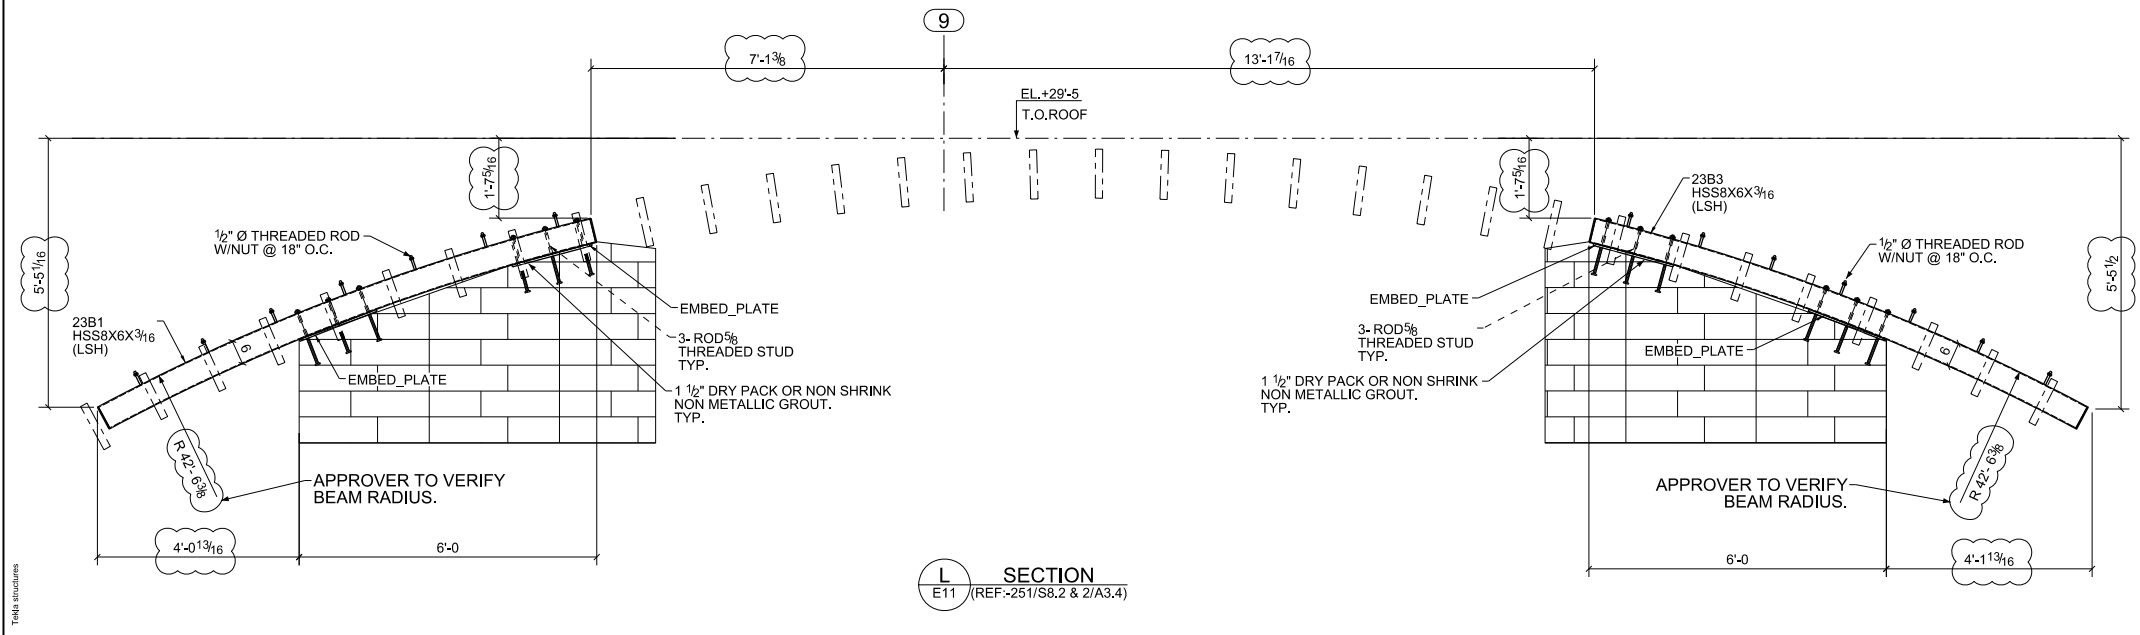 9
7'-1 3/8
13'-1 7/16
EL.+29'-5
T.O.ROOF
1'-7 5/16
1'-7 5/16
5'-5 1/16
5'-5 1/2
1/2" Ø THREADED ROD
W/NUT @ 18" O.C.
23B3
HSS8X6X3/16
(LSH)
1/2" Ø THREADED ROD
W/NUT @ 18" O.C.
23B1
HSS8X6X3/16
(LSH)
6
EMBED_PLATE
EMBED_PLATE
3- ROD5/8
THREADED STUD
TYP.
3- ROD5/8
THREADED STUD
TYP.
EMBED_PLATE
EMBED_PLATE
6
1 1/2" DRY PACK OR NON SHRINK
NON METALLIC GROUT.
TYP.
1 1/2" DRY PACK OR NON SHRINK
NON METALLIC GROUT.
TYP.
R 42'- 6 3/8
APPROVER TO VERIFY
BEAM RADIUS.
APPROVER TO VERIFY
BEAM RADIUS.
R 42'- 6 3/8
4'-0 13/16
6'-0
6'-0
4'-1 13/16
L
E11
SECTION
(REF:-251/S8.2 & 2/A3.4)
Tekla structures